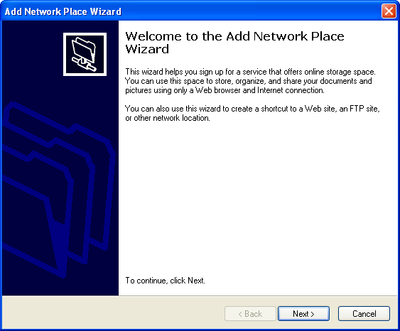 Add Network Place Wizard
Welcome to the Add Network Place
Wizard
This wizard helps you sign up for a service that offers online storage space.
You can use this space to store, organize, and share your documents and
pictures using only a Web browser and Internet connection.
You can also use this wizard to create a shortcut to a Web site, an FTP site,
or other network location.
To continue, click Next.
< Back
Next >
Cancel